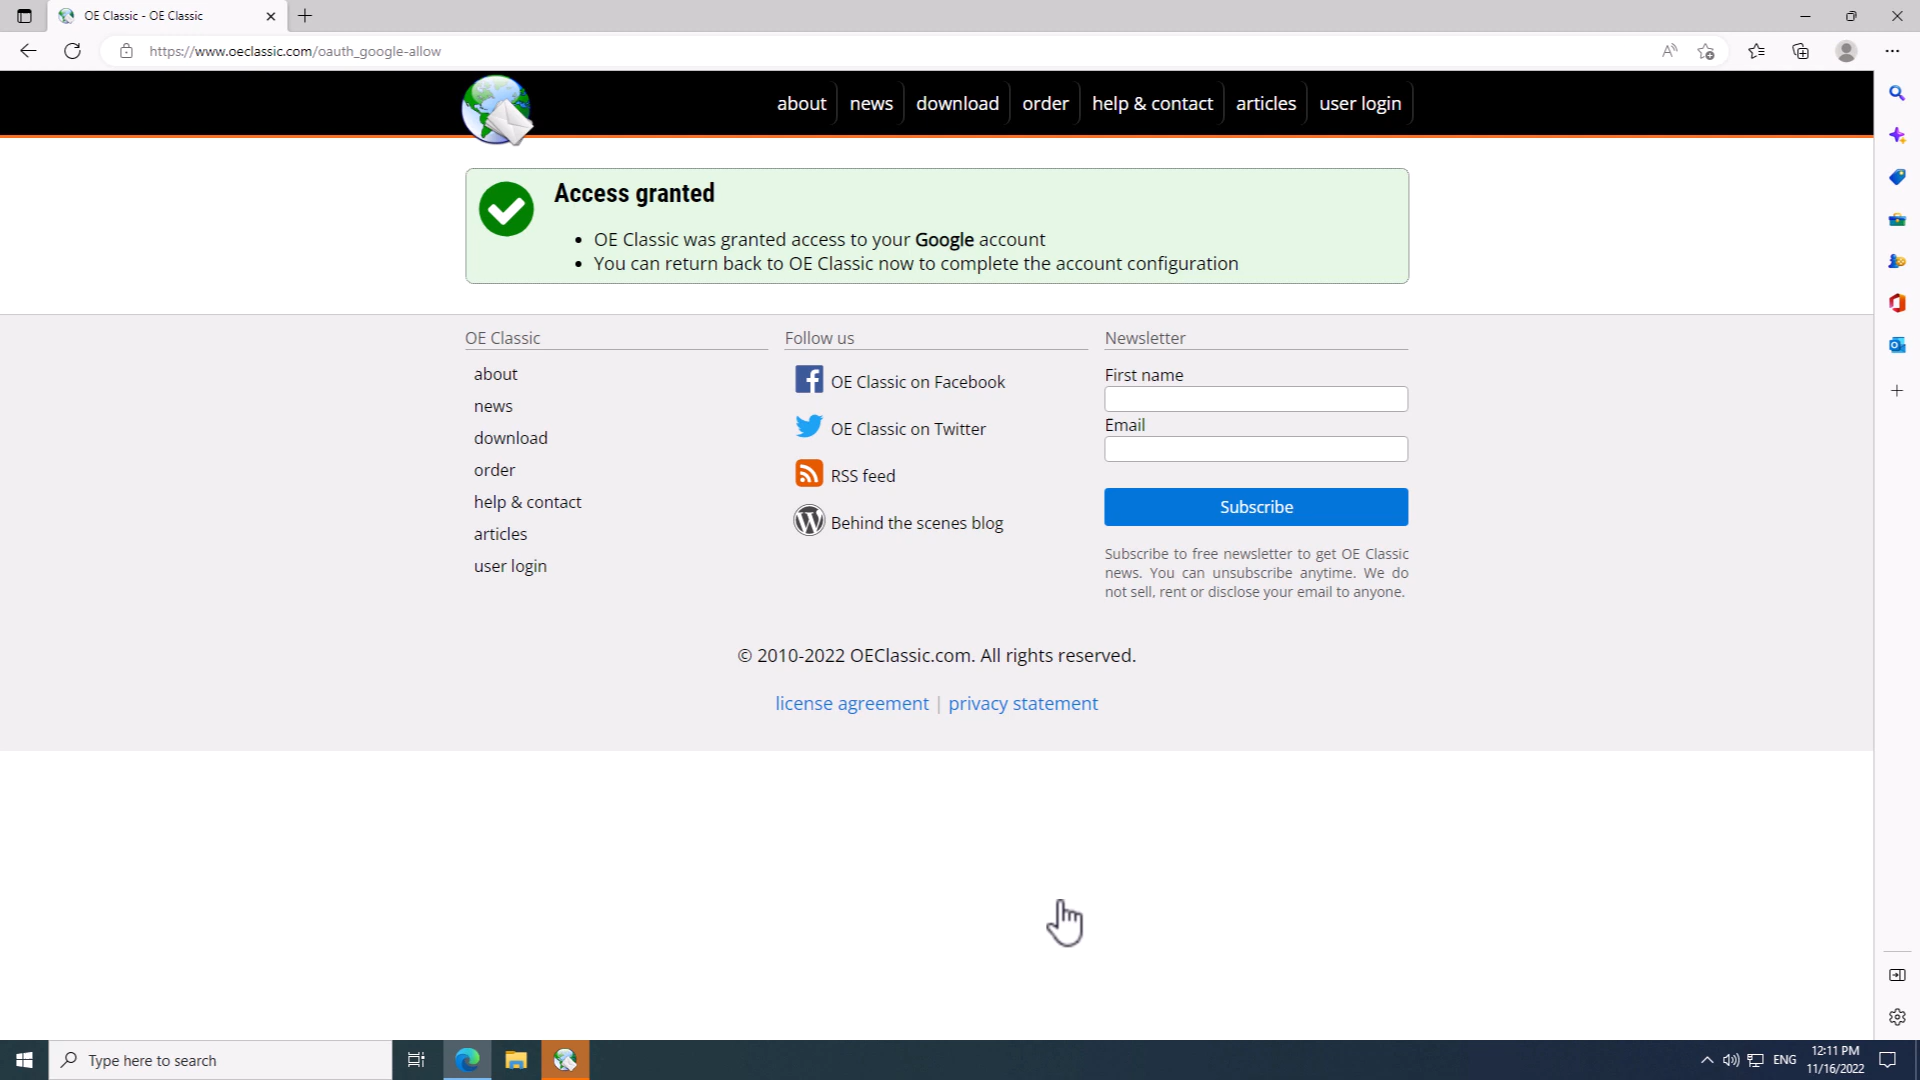 OE Classic - OE Classic
https://www.oeclassic.com/oauth_google-allow
about
news
download
order
help & contact
articles
user login
Access granted
• OE Classic was granted access to your Google account
• You can return back to OE Classic now to complete the account configuration
OE Classic
about
news
download
order
help & contact
articles
user login
Follow us
OE Classic on Facebook
OE Classic on Twitter
RSS feed
Behind the scenes blog
Newsletter
First name
Email
Subscribe
Subscribe to free newsletter to get OE Classic
news. You can unsubscribe anytime. We do
not sell, rent or disclose your email to anyone.
© 2010-2022 OEClassic.com. All rights reserved.
license agreement | privacy statement
Type here to search
ENG
12:11 PM
11/16/2022